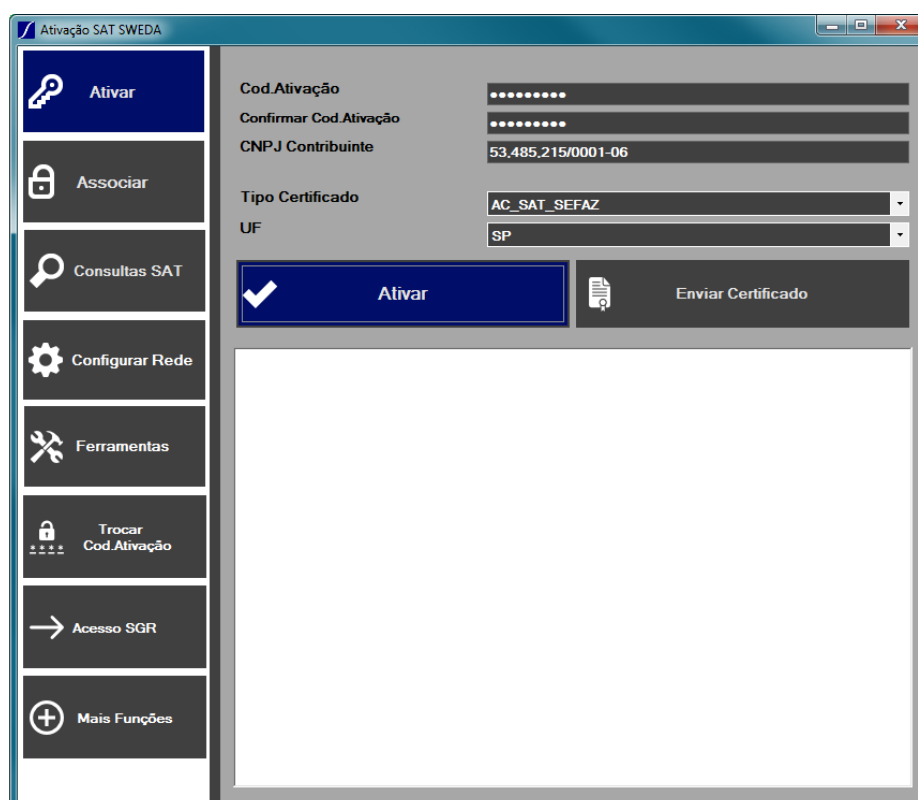 Ativação SAT SWEDA
Ativar
Associar
Consultas SAT
Configurar Rede
Ferramentas
Trocar
Cod.Ativação
Acesso SGR
Mais Funções
Cod.Ativação
•••••••••
Confirmar Cod.Ativação
•••••••••
CNPJ Contribuinte
53,485,215/0001-06
Tipo Certificado
AC_SAT_SEFAZ
UF
SP
Ativar
Enviar Certificado